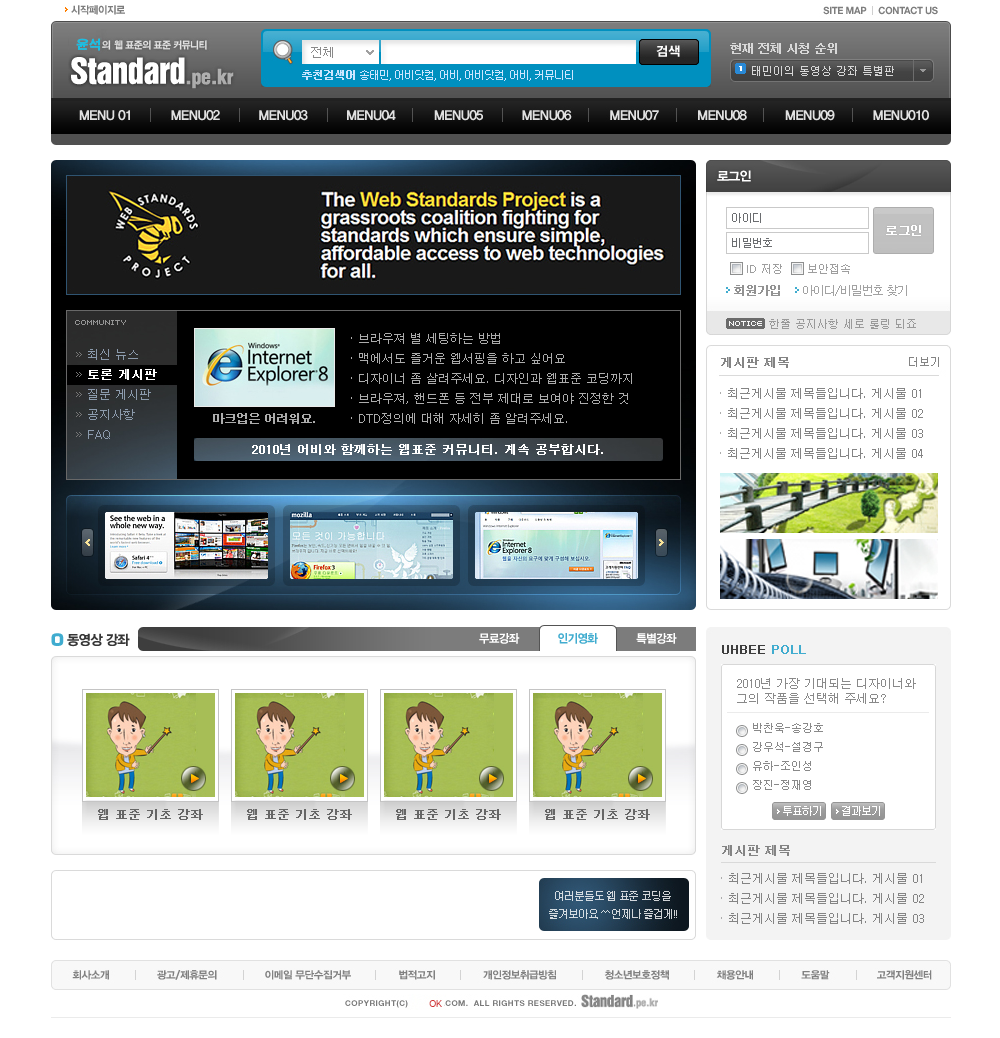 시작페이지로
SITE MAP | CONTACT US
윤석의 웹 표준의 표준 커뮤니티
Standard.pe.kr
전체
검색
추천검색어 송태민, 어비닷컴, 어비, 어비닷컴, 어비, 커뮤니티
현재 전체 시청 순위
1 태민이의 동영상 강좌 특별판
MENU 01 MENU02 MENU03 MENU04 MENU05 MENU06 MENU07 MENU08 MENU09 MENU010
WEB STANDARDS PROJECT
The Web Standards Project is a
grassroots coalition fighting for
standards which ensure simple,
affordable access to web technologies
for all.
COMMUNITY
» 최신 뉴스
» 토론 게시판
» 질문 게시판
» 공지사항
» FAQ
Windows
Internet
Explorer 8
마크업은 어려워요.
· 브라우져 별 세팅하는 방법
· 맥에서도 즐거운 웹서핑을 하고 싶어요
· 디자이너 좀 살려주세요. 디자인과 웹표준 코딩까지
· 브라우져, 핸드폰 등 전부 제대로 보여야 진정한 것
· DTD정의에 대해 자세히 좀 알려주세요.
2010년 어비와 함께하는 웹표준 커뮤니티. 계속 공부합시다.
See the web in a
whole new way.
Safari 4
mozilla
모든 것이 가능합니다
Firefox 3
Internet
Explorer 8
로그인
아이디
비밀번호
로그인
ID 저장 보안접속
회원가입 아이디/비밀번호 찾기
NOTICE 한줄 공지사항 세로 롤링 되죠
게시판 제목 더보기
· 최근게시물 제목들입니다. 게시물 01
· 최근게시물 제목들입니다. 게시물 02
· 최근게시물 제목들입니다. 게시물 03
· 최근게시물 제목들입니다. 게시물 04
동영상 강좌
무료강좌 인기영화 특별강좌
웹 표준 기초 강좌 웹 표준 기초 강좌 웹 표준 기초 강좌 웹 표준 기초 강좌
여러분들도 웹 표준 코딩을
즐겨보아요 ^^ 언제나 즐겁게!!
UHBEE POLL
2010년 가장 기대되는 디자이너와
그의 작품을 선택해 주세요?
박찬욱-송강호
강우석-설경구
유하-조인성
장진-정재영
투표하기 결과보기
게시판 제목
· 최근게시물 제목들입니다. 게시물 01
· 최근게시물 제목들입니다. 게시물 02
· 최근게시물 제목들입니다. 게시물 03
회사소개 광고/제휴문의 이메일 무단수집거부 법적고지 개인정보취급방침 청소년보호정책 채용안내 도움말 고객지원센터
COPYRIGHT(C) OK COM. ALL RIGHTS RESERVED. Standard.pe.kr